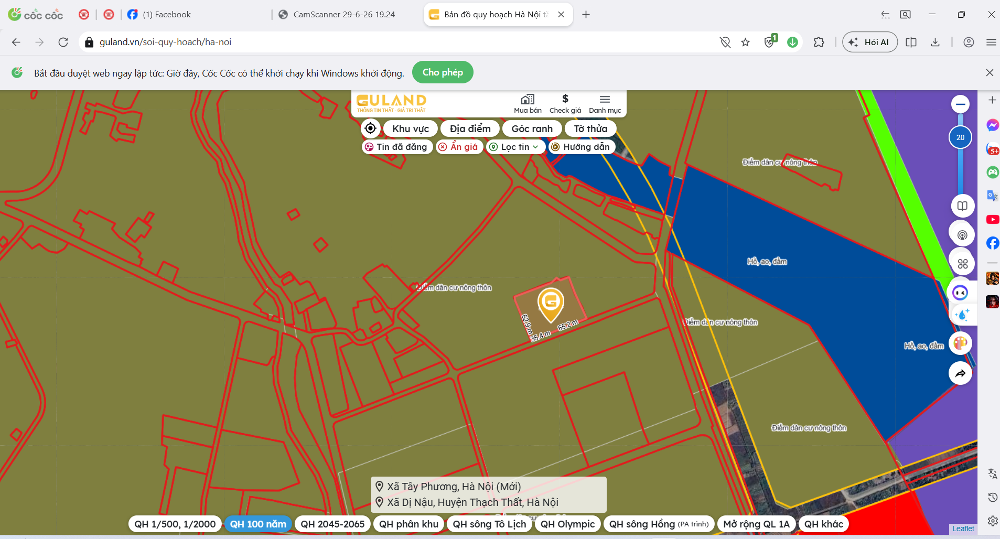 cốc cốc
(1) Facebook
CamScanner 29-6-26 19.24
Bản đồ quy hoạch Hà Nội
guland.vn/soi-quy-hoach/ha-noi
1
Hỏi AI
Bắt đầu duyệt web ngay lập tức: Giờ đây, Cốc Cốc có thể khởi chạy khi Windows khởi động.
Cho phép
GULAND
THÔNG TIN THẬT - GIÁ TRỊ THẬT
Mua bán
$
Check giá
Danh mục
Khu vực
Địa điểm
Góc ranh
Tờ thửa
Tin đã đăng
Ẩn giá
Lọc tin
Hướng dẫn
20
5+
Điểm dân cư nông thôn
Hồ, ao, đầm
Điểm dân cư nông thôn
62.9 m
35.4 m
65.2 m
Điểm dân cư nông thôn
Hồ, ao, đầm
Điểm dân cư nông thôn
Xã Tây Phương, Hà Nội (Mới)
Xã Dị Nậu, Huyện Thạch Thất, Hà Nội
QH 1/500, 1/2000
QH 100 năm
QH 2045-2065
QH phân khu
QH sông Tô Lịch
QH Olympic
QH sông Hồng (PA trình)
Mở rộng QL 1A
QH khác
Leaflet